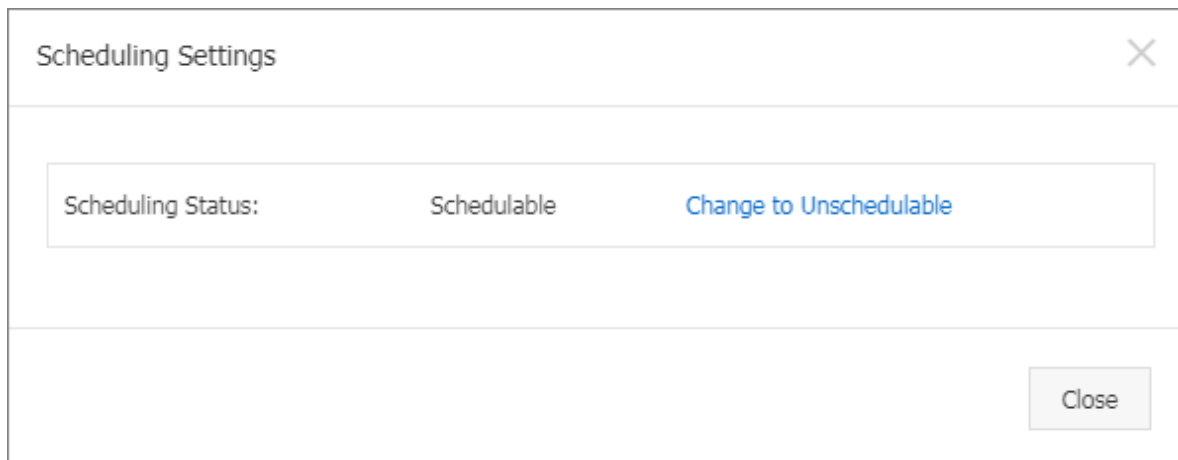 Scheduling Settings
Scheduling Status: Schedulable Change to Unschedulable
Close